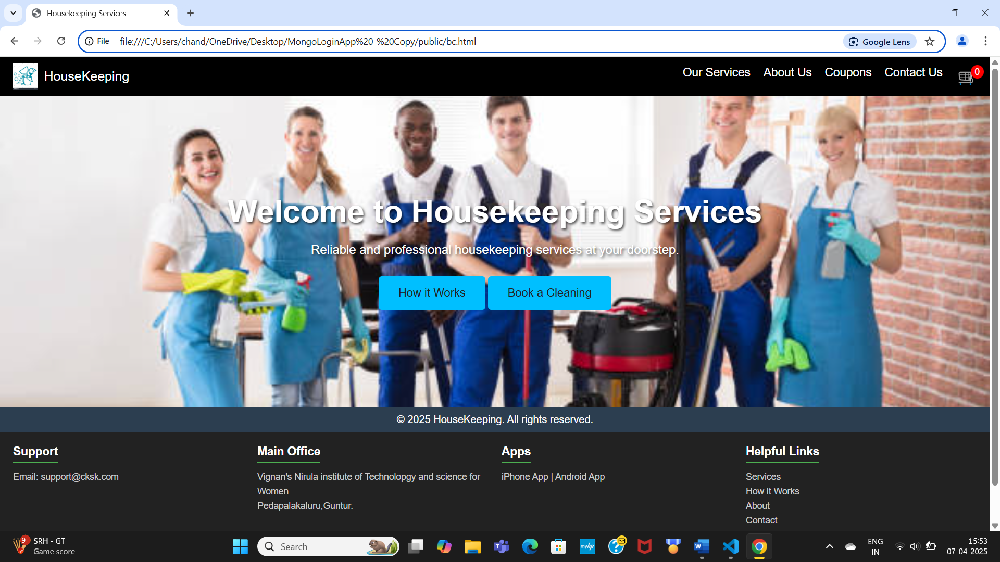 Housekeeping Services
File file:///C:/Users/chand/OneDrive/Desktop/MongoLoginApp%20-%20Copy/public/bc.html Google Lens
HouseKeeping Our Services About Us Coupons Contact Us 0
Welcome to Housekeeping Services
Reliable and professional housekeeping services at your doorstep.
How it Works Book a Cleaning
© 2025 HouseKeeping. All rights reserved.
Support
Email: support@cksk.com
Main Office
Vignan's Nirula institute of Technolopgy and science for
Women
Pedapalakaluru,Guntur.
Apps
iPhone App | Android App
Helpful Links
Services
How it Works
About
Contact
9+ SRH - GT
Game score
Search
T
myhp
?
W
ENG
IN
15:53
07-04-2025